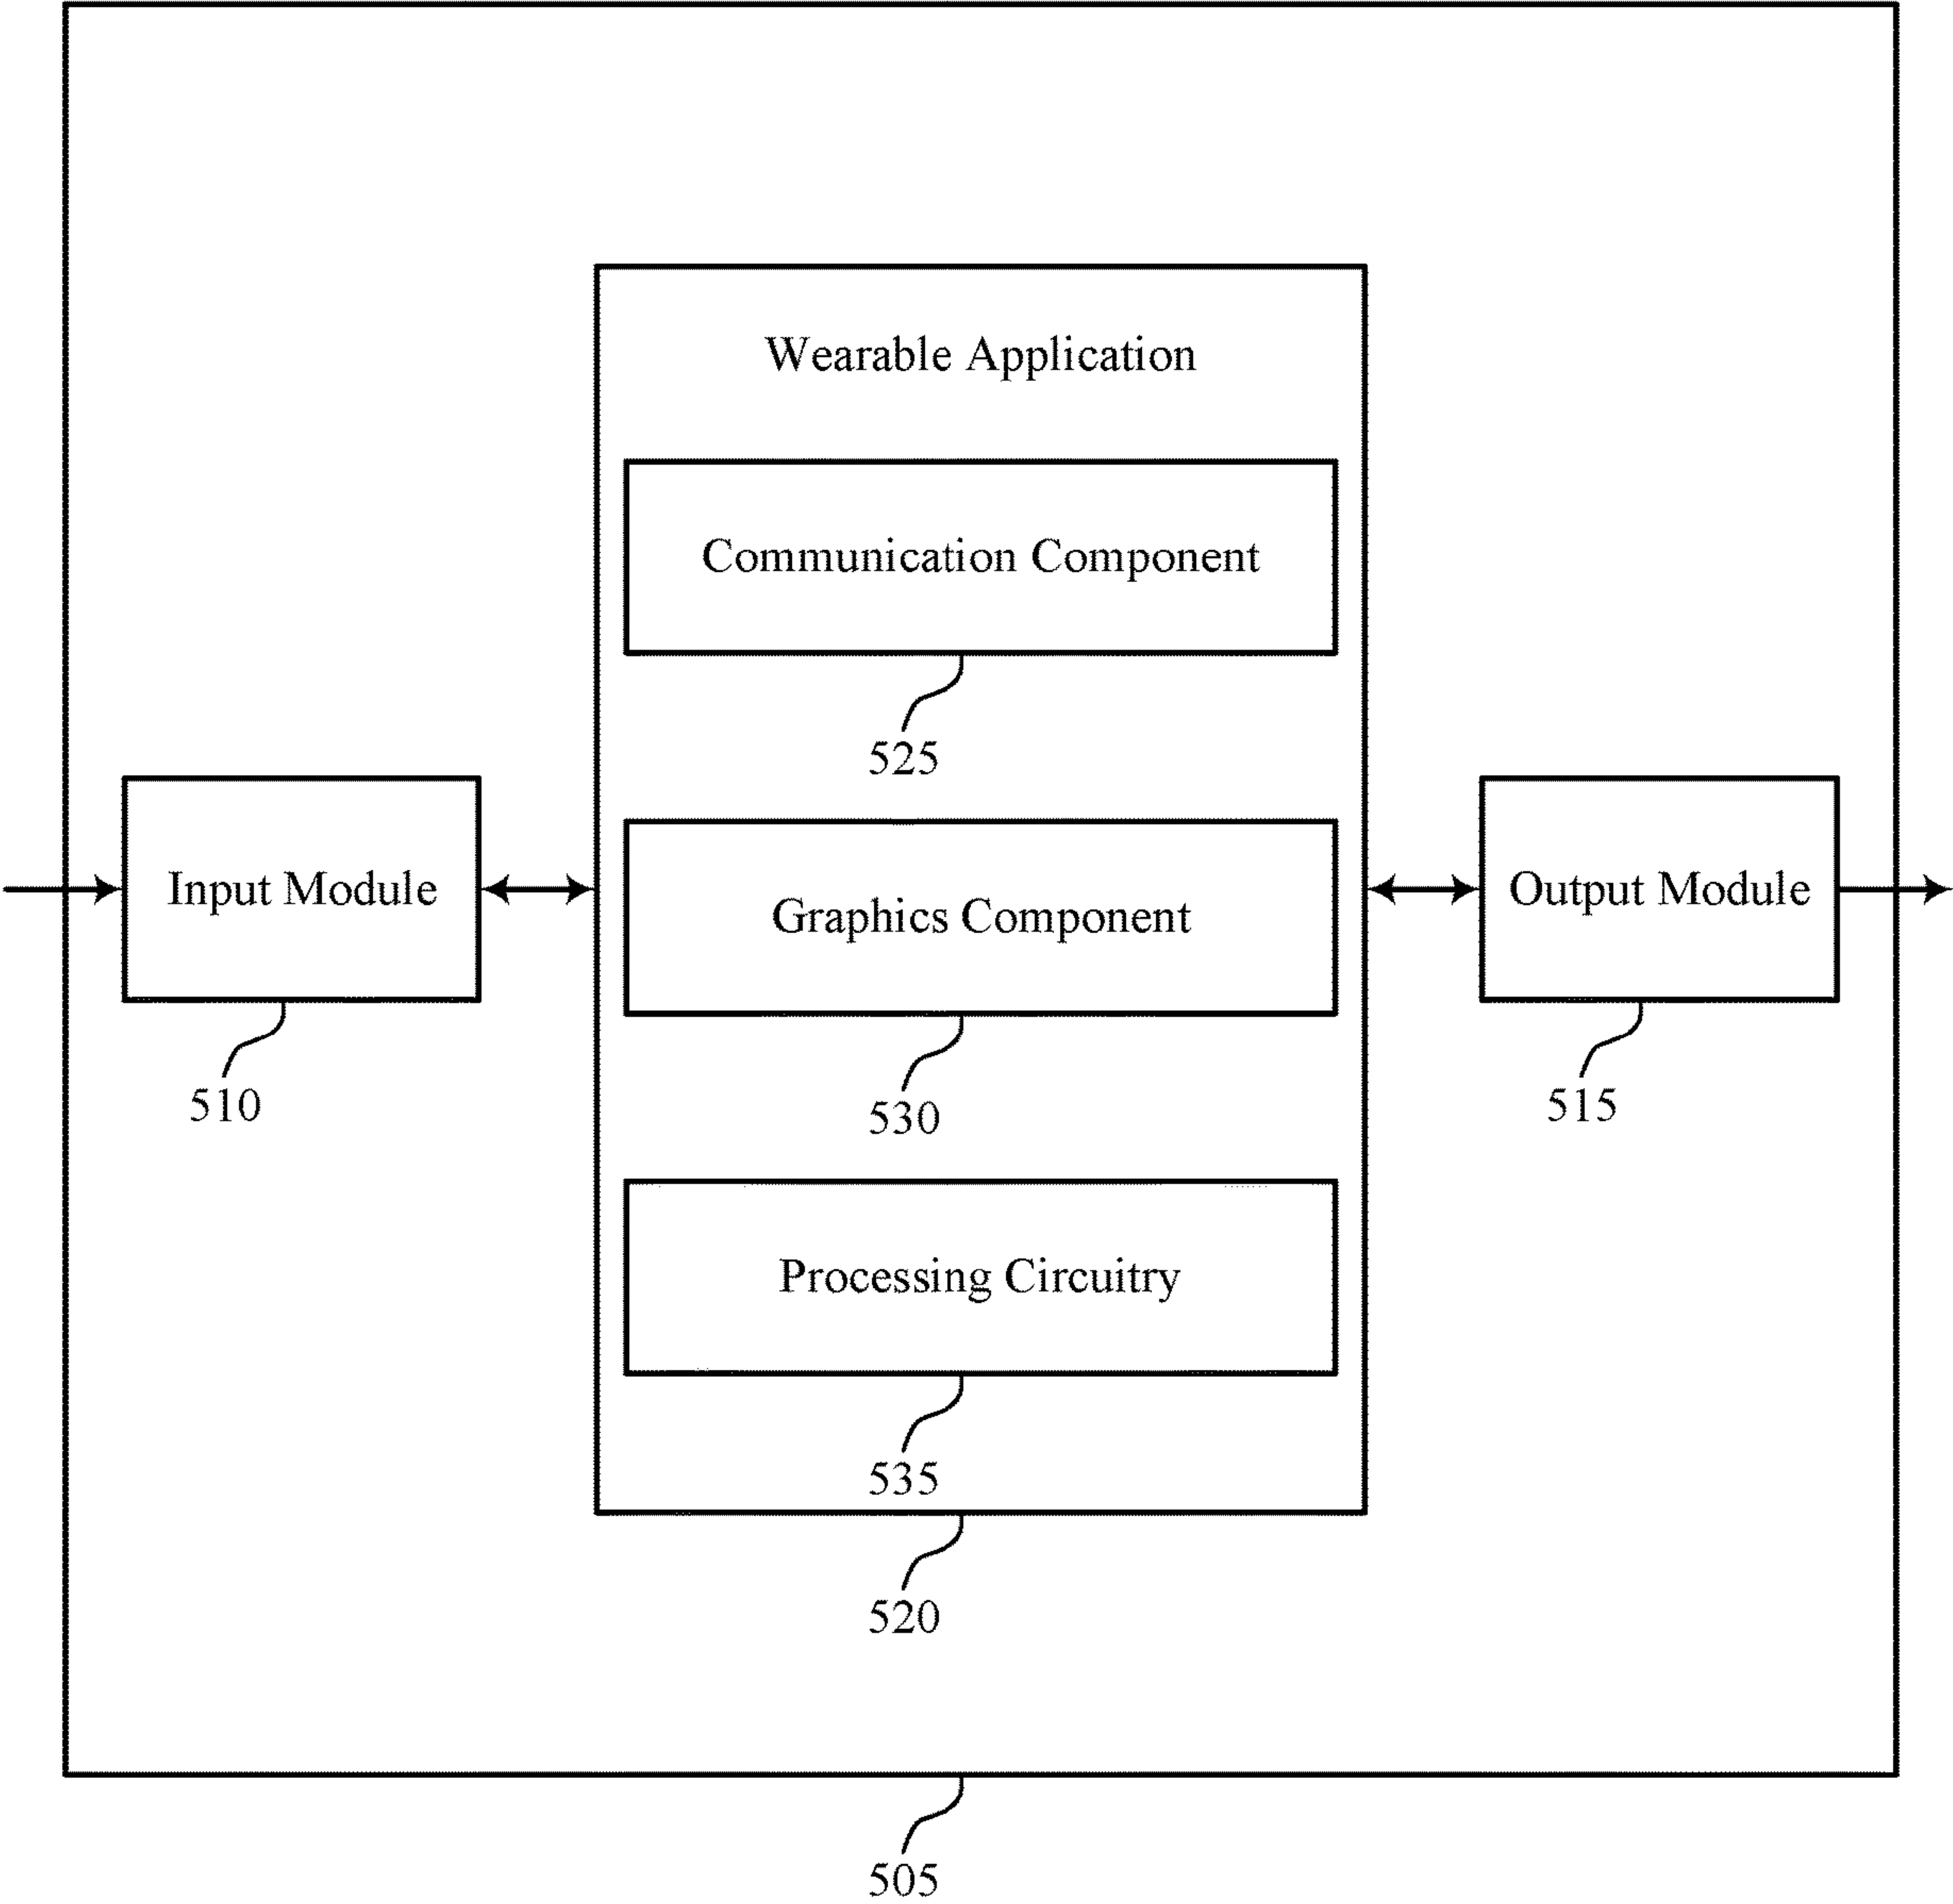 Wearable Application
Communication Component
525
Input Module
510
Graphics Component
530
Output Module
515
Processing Circuitry
535
520
505